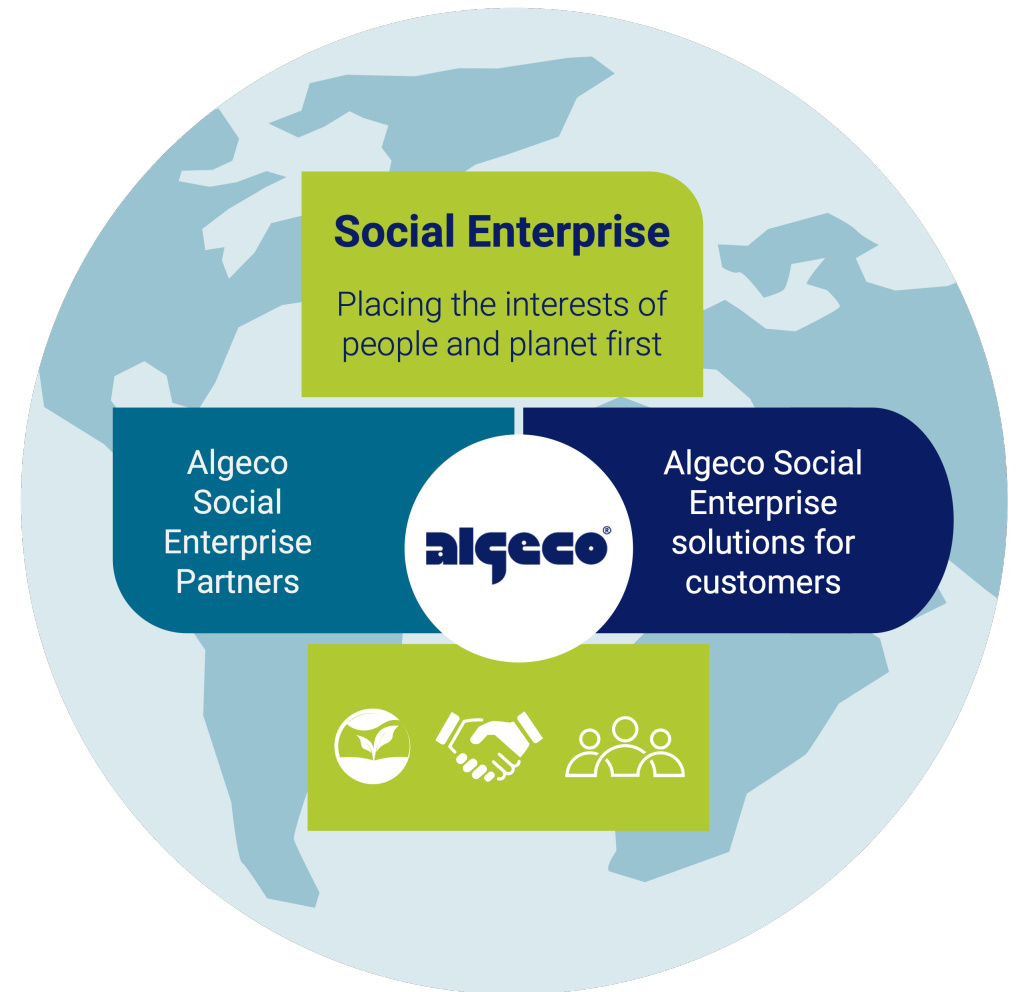 Social Enterprise
Placing the interests of
people and planet first
Algeco
Social
Enterprise
Partners
algeco®
Algeco Social
Enterprise
solutions for
customers